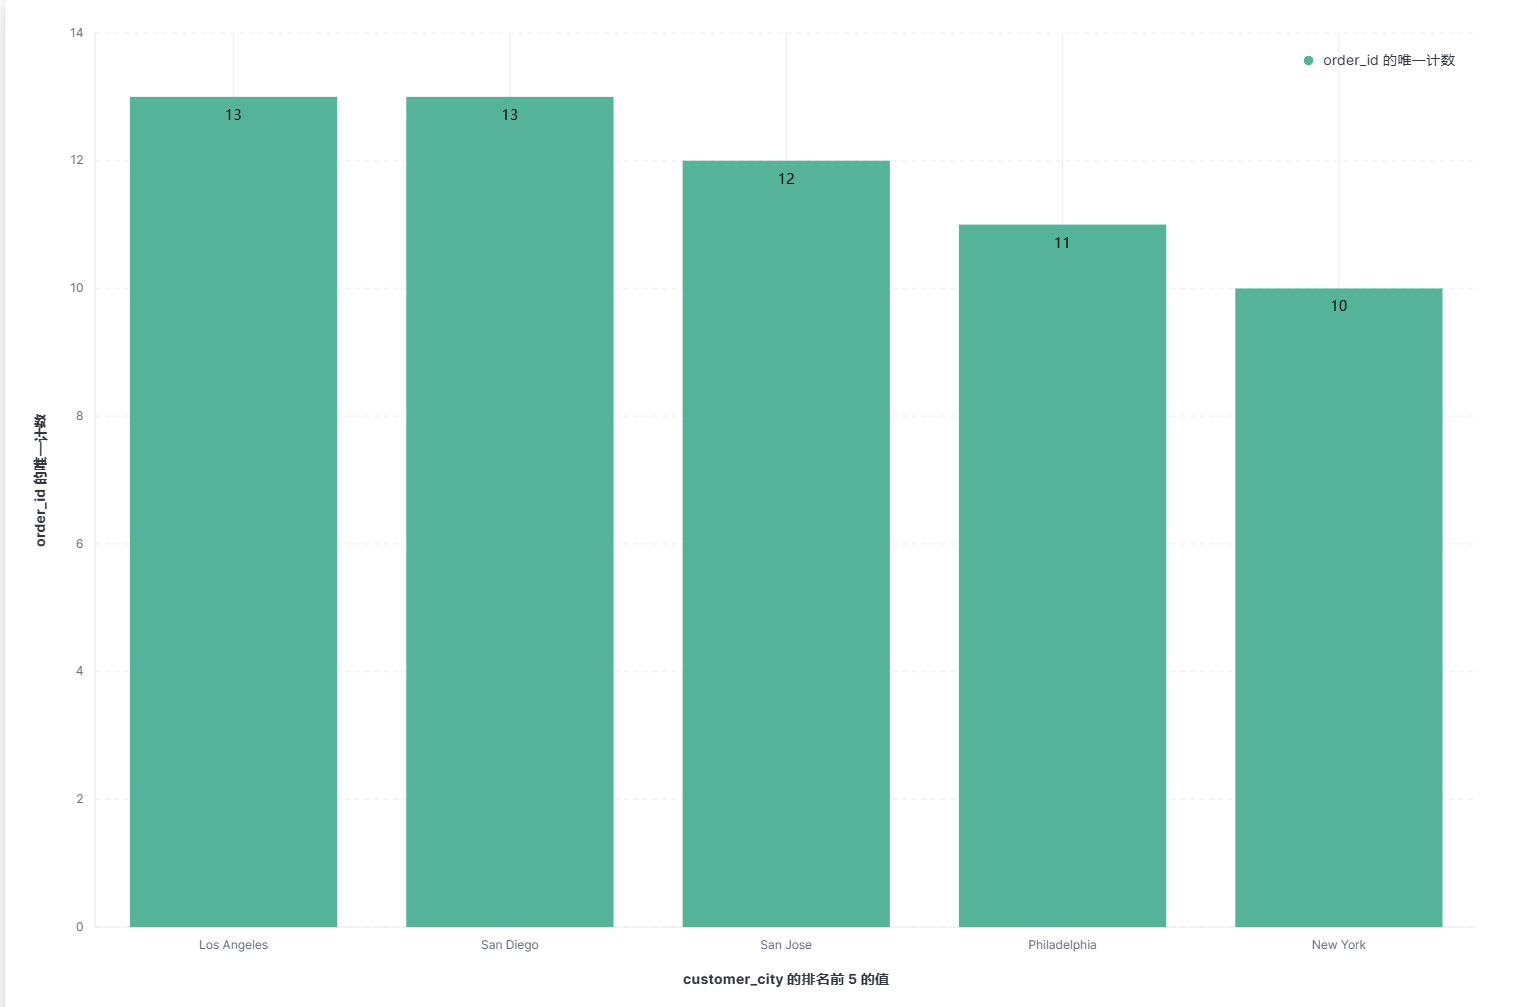 order_id 的唯一计数
14
12
10
8
6
4
2
0
order_id 的唯一计数
13
13
12
11
10
Los Angeles
San Diego
San Jose
Philadelphia
New York
customer_city 的排名前 5 的值